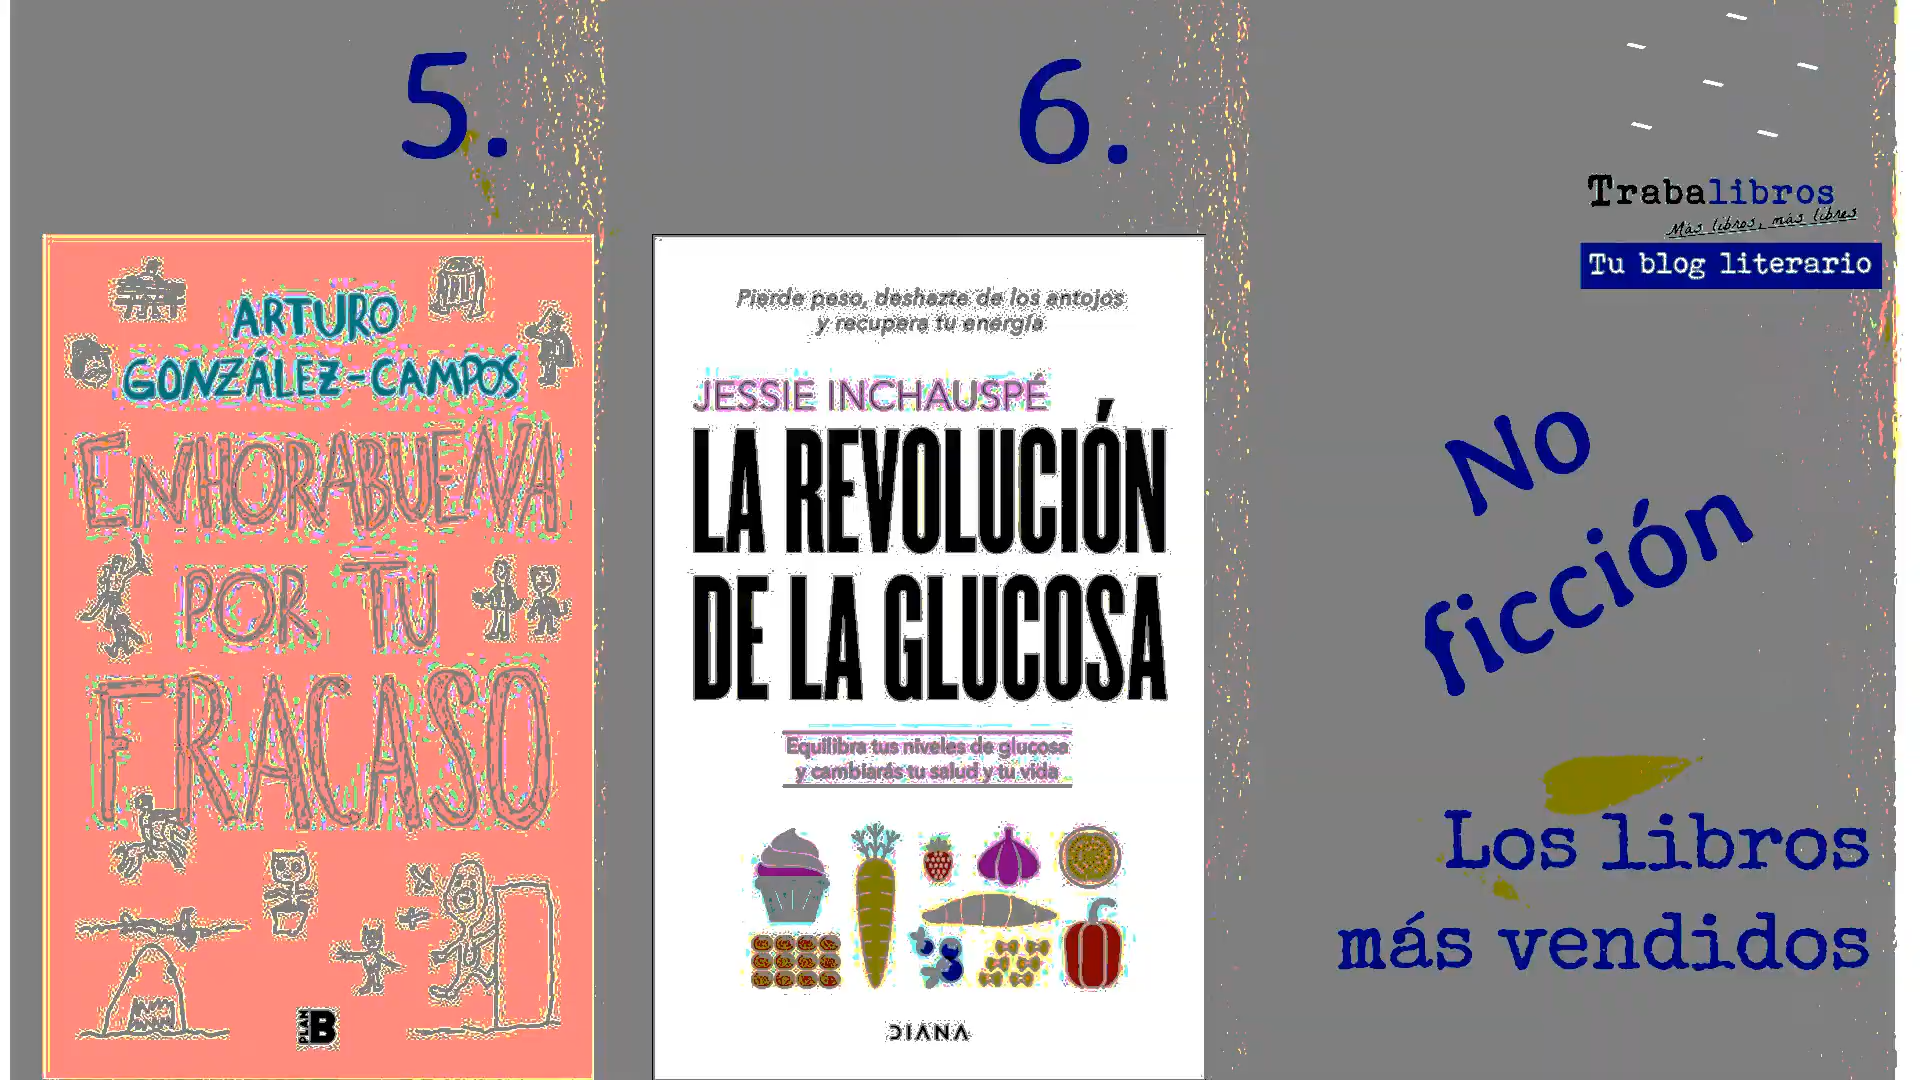 5.
ARTURO
GONZÁLEZ-CAMPOS
ENHORABUENA
POR TU
FRACASO
PLAN B
6.
Pierde peso, deshazte de los antojos
y recupera tu energía
JESSIE INCHAUSPÉ
LA REVOLUCIÓN
DE LA GLUCOSA
Equilibra tus niveles de glucosa
y cambiarás tu salud y tu vida
DIANA
Trabalibros
Más libros, más libres
Tu blog literario
No
ficción
Los libros
más vendidos